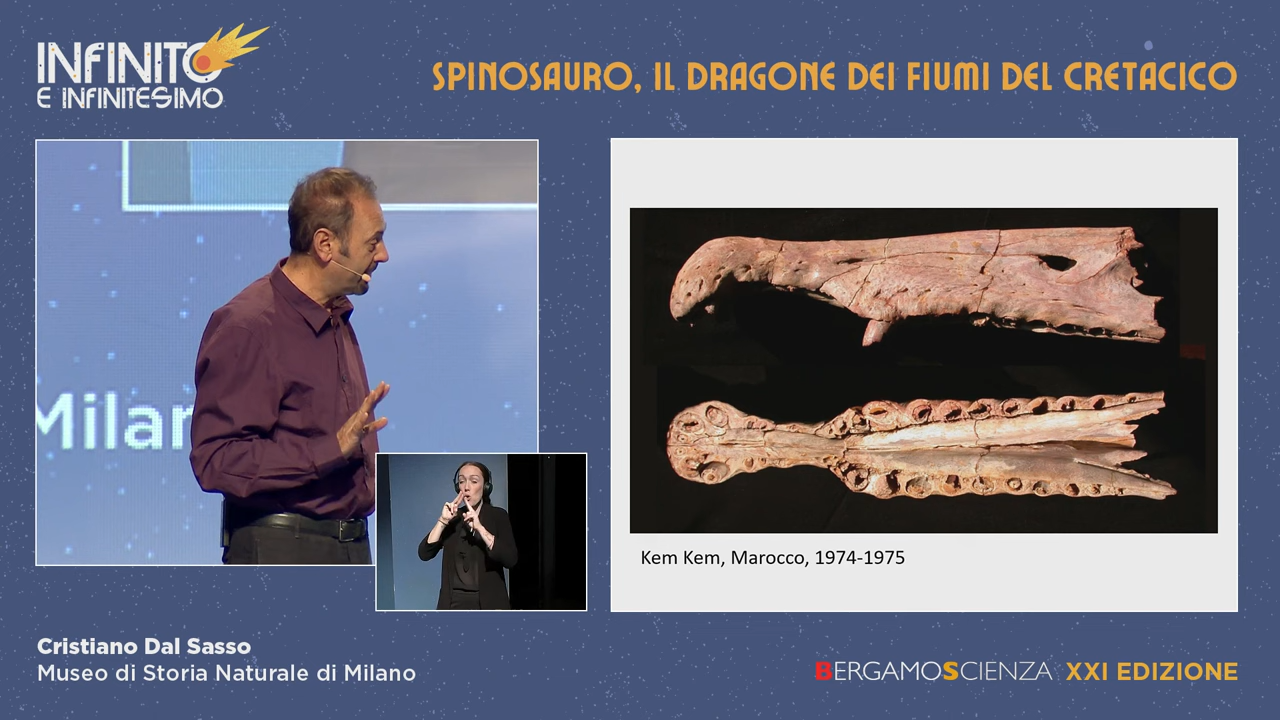 INFINITO
E INFINITESIMO
SPINOSAURO, IL DRAGONE DEI FIUMI DEL CRETACICO
Milan
Kem Kem, Marocco, 1974-1975
Cristiano Dal Sasso
Museo di Storia Naturale di Milano
BERGAMOSCIENZA XXI EDIZIONE